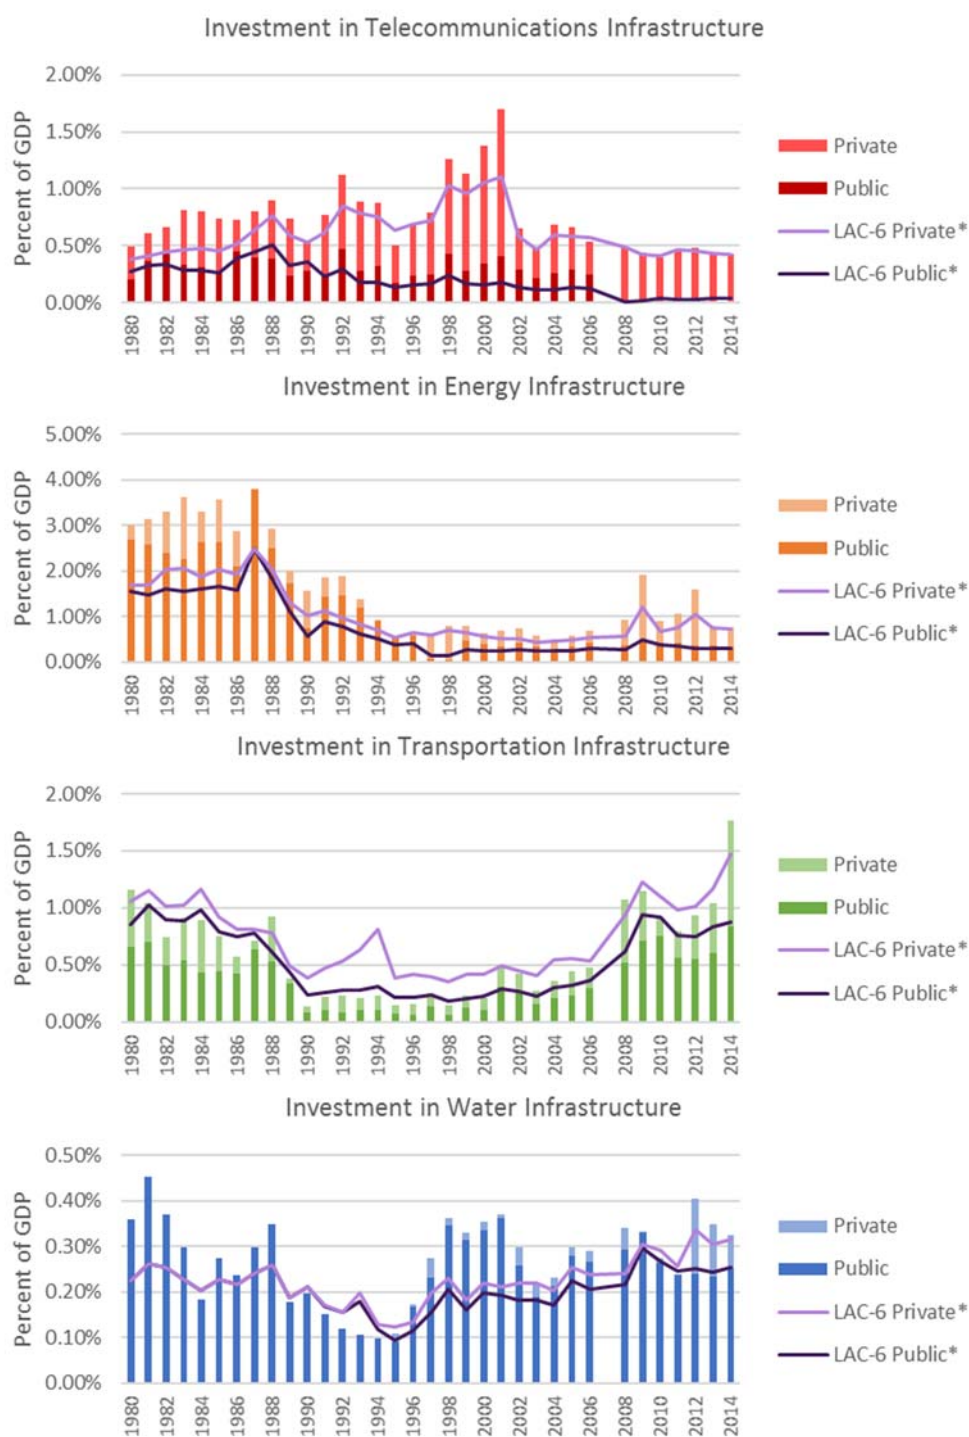 Investment in Telecommunications Infrastructure
Percent of GDP
2.00%
1.50%
1.00%
0.50%
0.00%
1980 1982 1984 1986 1988 1990 1992 1994 1996 1998 2000 2002 2004 2006 2008 2010 2012 2014
Private
Public
LAC-6 Private*
LAC-6 Public*
Investment in Energy Infrastructure
Percent of GDP
5.00%
4.00%
3.00%
2.00%
1.00%
0.00%
1980 1982 1984 1986 1988 1990 1992 1994 1996 1998 2000 2002 2004 2006 2008 2010 2012 2014
Private
Public
LAC-6 Private*
LAC-6 Public*
Investment in Transportation Infrastructure
Percent of GDP
2.00%
1.50%
1.00%
0.50%
0.00%
1980 1982 1984 1986 1988 1990 1992 1994 1996 1998 2000 2002 2004 2006 2008 2010 2012 2014
Private
Public
LAC-6 Private*
LAC-6 Public*
Investment in Water Infrastructure
Percent of GDP
0.50%
0.40%
0.30%
0.20%
0.10%
0.00%
1980 1982 1984 1986 1988 1990 1992 1994 1996 1998 2000 2002 2004 2006 2008 2010 2012 2014
Private
Public
LAC-6 Private*
LAC-6 Public*